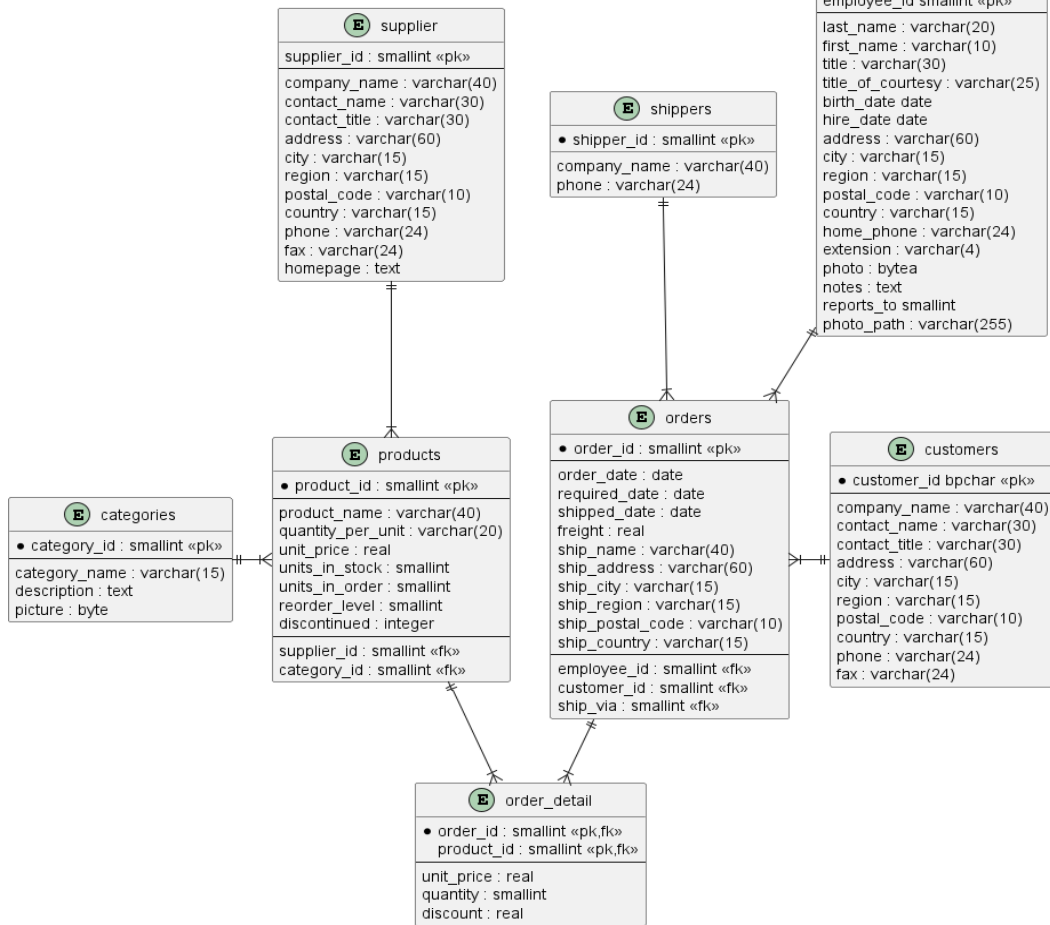 E supplier
supplier_id : smallint «pk»
company_name : varchar(40)
contact_name : varchar(30)
contact_title : varchar(30)
address : varchar(60)
city : varchar(15)
region : varchar(15)
postal_code : varchar(10)
country : varchar(15)
phone : varchar(24)
fax : varchar(24)
homepage : text
E shippers
shipper_id : smallint «pk»
company_name : varchar(40)
phone : varchar(24)
employee_id smallint «pk»
last_name : varchar(20)
first_name : varchar(10)
title : varchar(30)
title_of_courtesy : varchar(25)
birth_date date
hire_date date
address : varchar(60)
city : varchar(15)
region : varchar(15)
postal_code : varchar(10)
country : varchar(15)
home_phone : varchar(24)
extension : varchar(4)
photo : bytea
notes : text
reports_to smallint
photo_path : varchar(255)
E categories
category_id : smallint «pk»
category_name : varchar(15)
description : text
picture : byte
E products
product_id : smallint «pk»
product_name : varchar(40)
quantity_per_unit : varchar(20)
unit_price : real
units_in_stock : smallint
units_in_order : smallint
reorder_level : smallint
discontinued : integer
supplier_id : smallint «fk»
category_id : smallint «fk»
E orders
order_id : smallint «pk»
order_date : date
required_date : date
shipped_date : date
freight : real
ship_name : varchar(40)
ship_address : varchar(60)
ship_city : varchar(15)
ship_region : varchar(15)
ship_postal_code : varchar(10)
ship_country : varchar(15)
employee_id : smallint «fk»
customer_id : smallint «fk»
ship_via : smallint «fk»
E customers
customer_id bpchar «pk»
company_name : varchar(40)
contact_name : varchar(30)
contact_title : varchar(30)
address : varchar(60)
city : varchar(15)
region : varchar(15)
postal_code : varchar(10)
country : varchar(15)
phone : varchar(24)
fax : varchar(24)
E order_detail
order_id : smallint «pk,fk»
product_id : smallint «pk,fk»
unit_price : real
quantity : smallint
discount : real